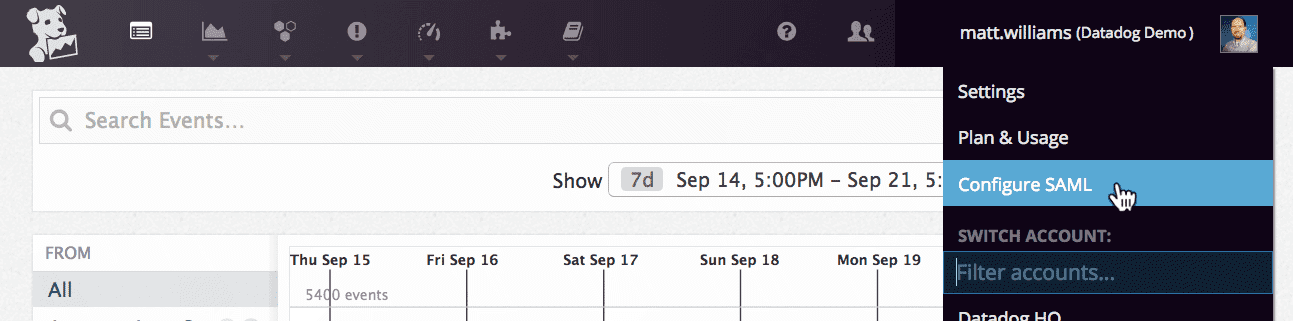 matt.williams (Datadog Demo )
Settings
Search Events...
Plan & Usage
Show 7d Sep 14, 5:00PM – Sep 21, 5:
Configure SAML
SWITCH ACCOUNT:
Filter accounts...
Datadog HQ
FROM
All
Thu Sep 15 Fri Sep 16 Sat Sep 17 Sun Sep 18 Mon Sep 19
5400 events